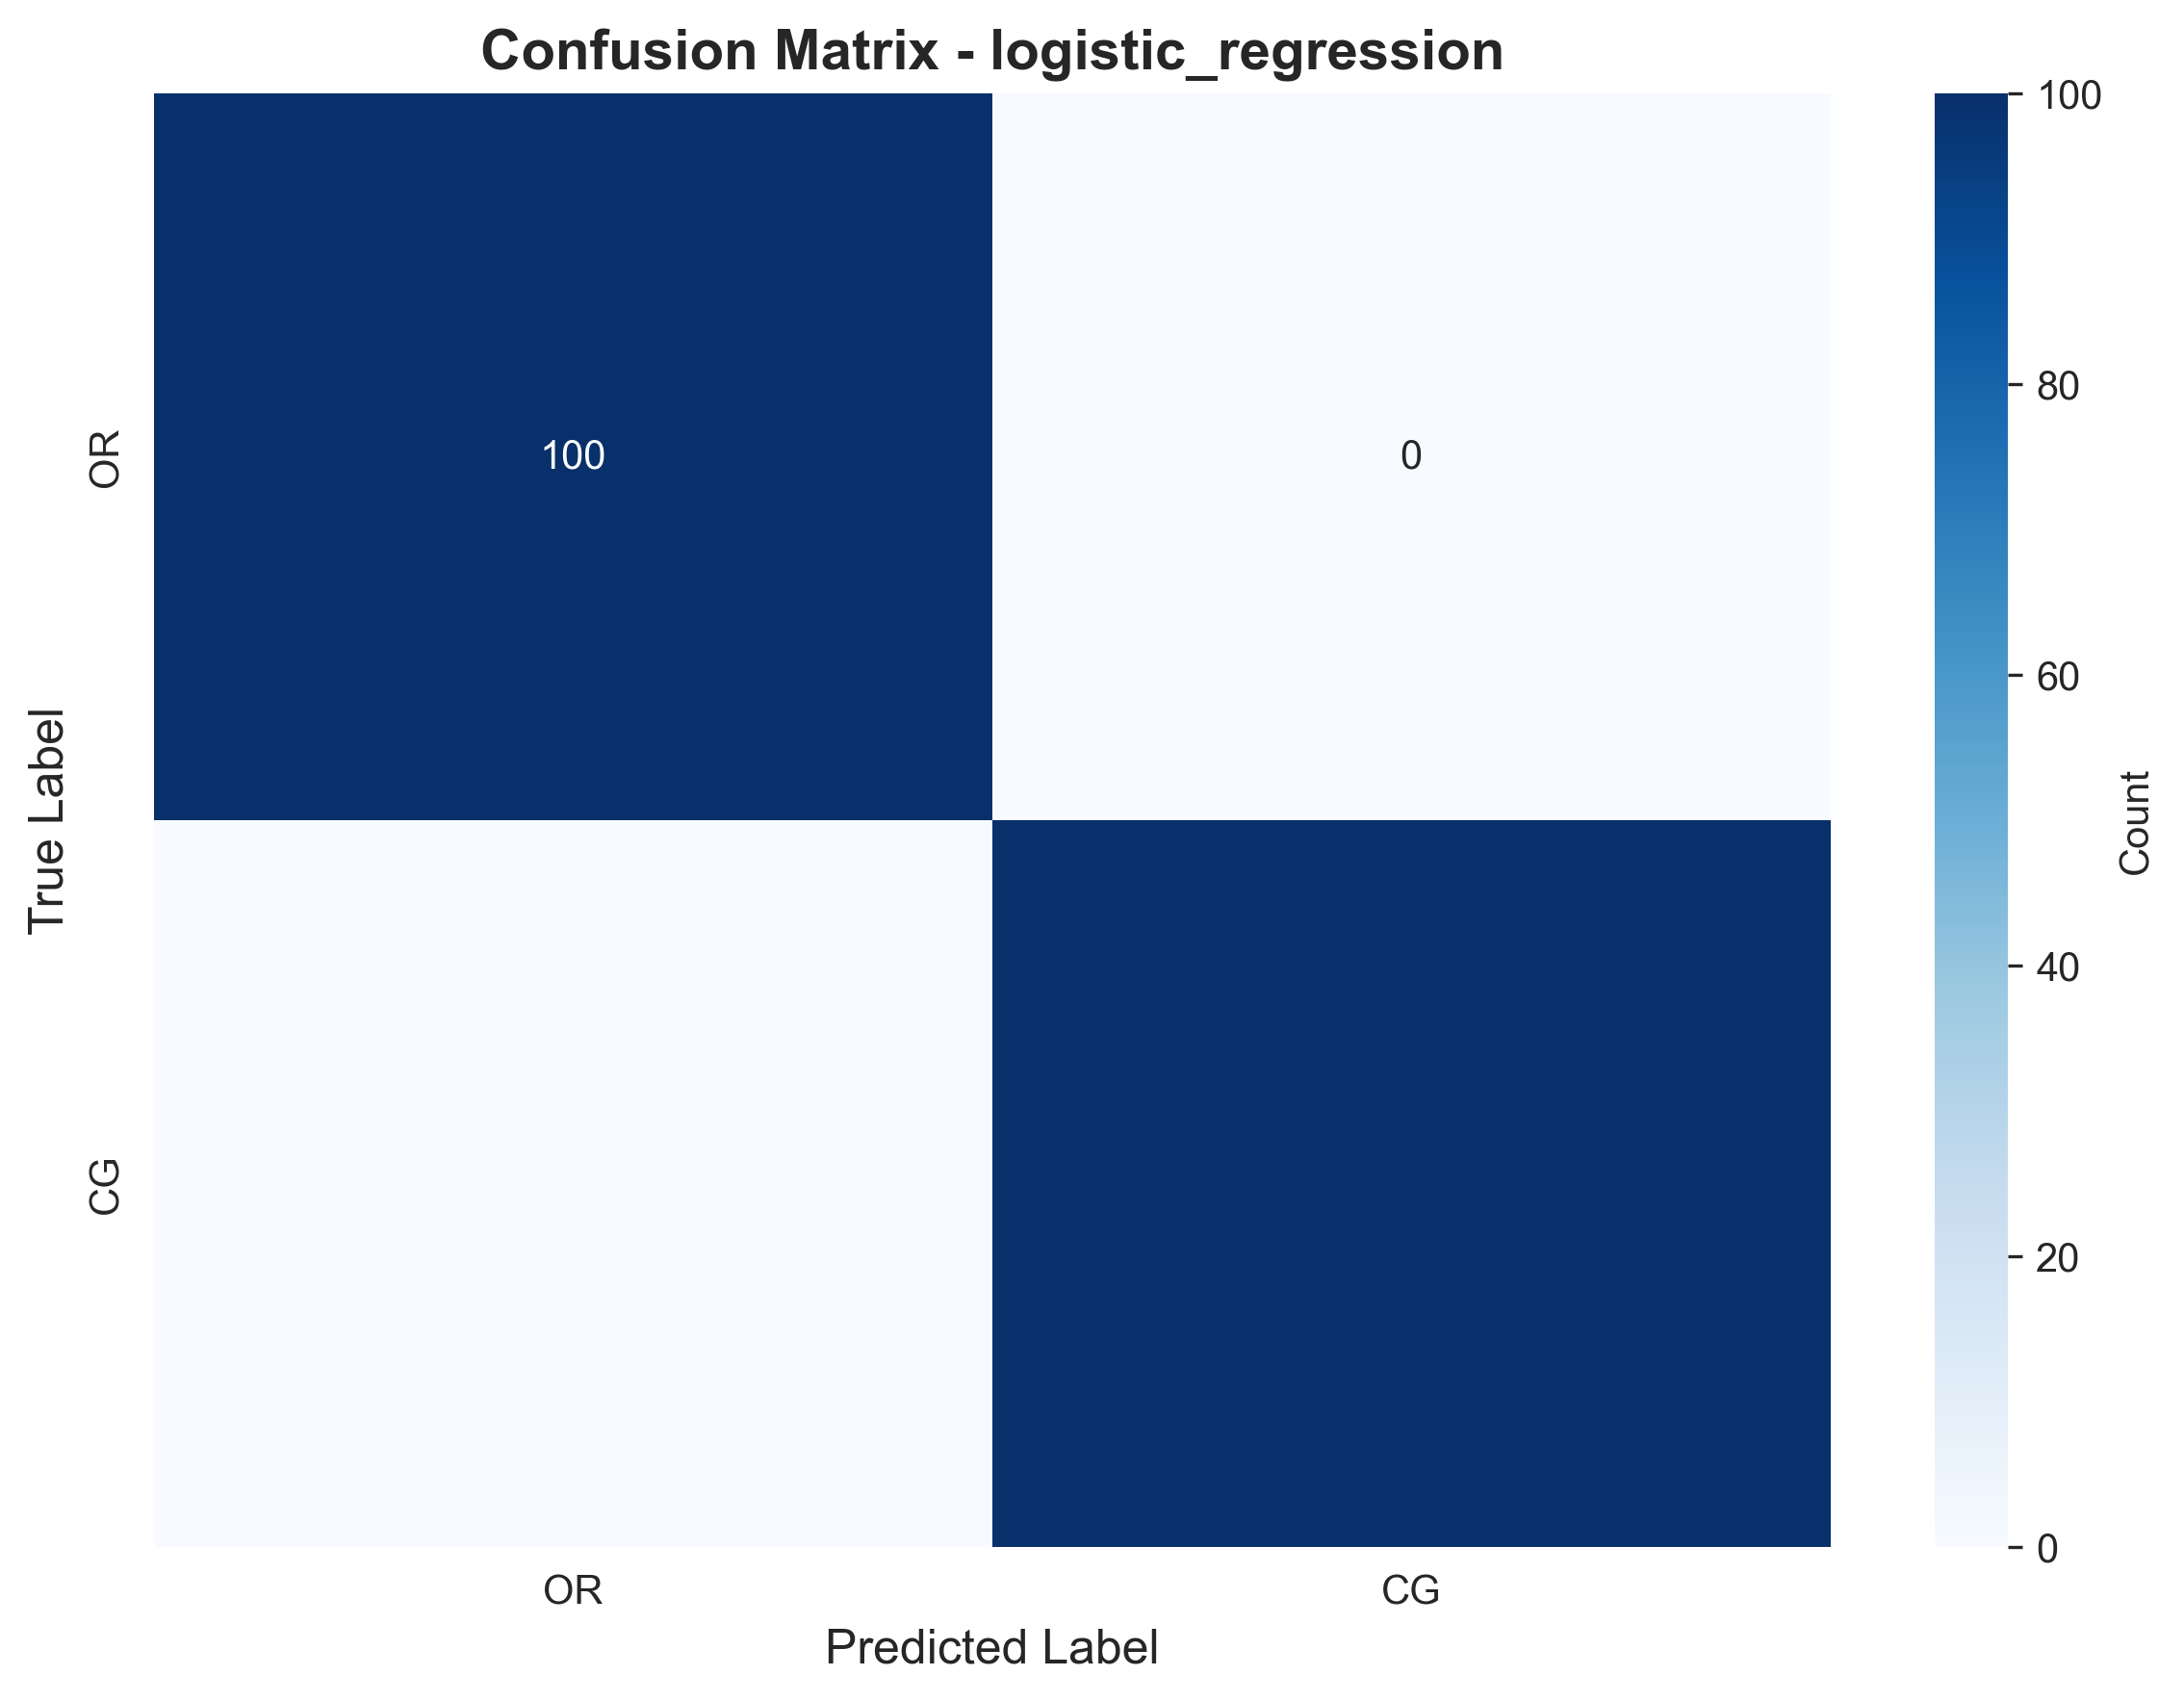 Confusion Matrix - logistic_regression
100
80
60
40
20
0
Count
True Label
OR
CG
100 0
OR CG
Predicted Label